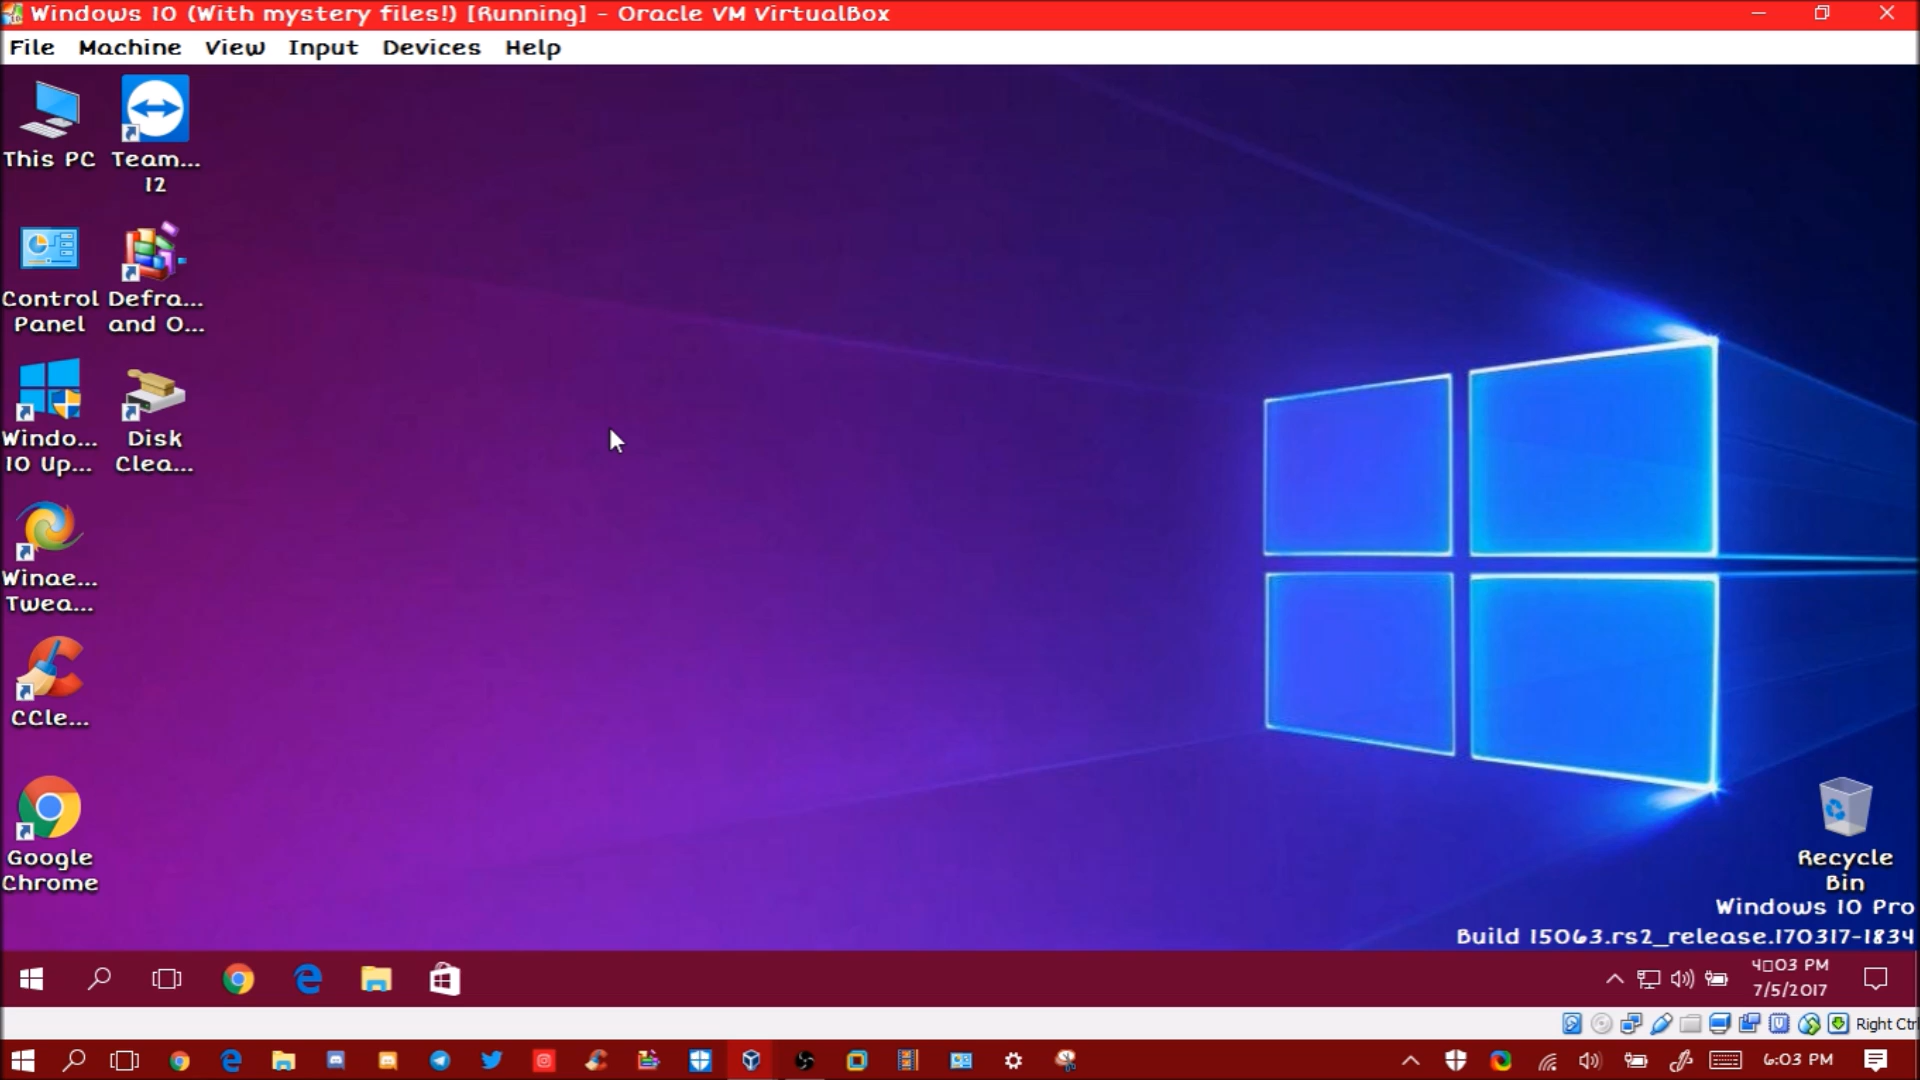 Windows 10 (With mystery files!) [Running] - Oracle VM VirtualBox
File Machine View Input Devices Help
This PC
Team...
12
Control
Panel
Defra...
and O...
Windo...
10 Up...
Disk
Clea...
Winae...
Twea...
CCle...
Google
Chrome
Recycle
Bin
Windows 10 Pro
Build 15063.rs2_release.170317-1834
4□03 PM
7/5/2017
Right Ctrl
6:03 PM